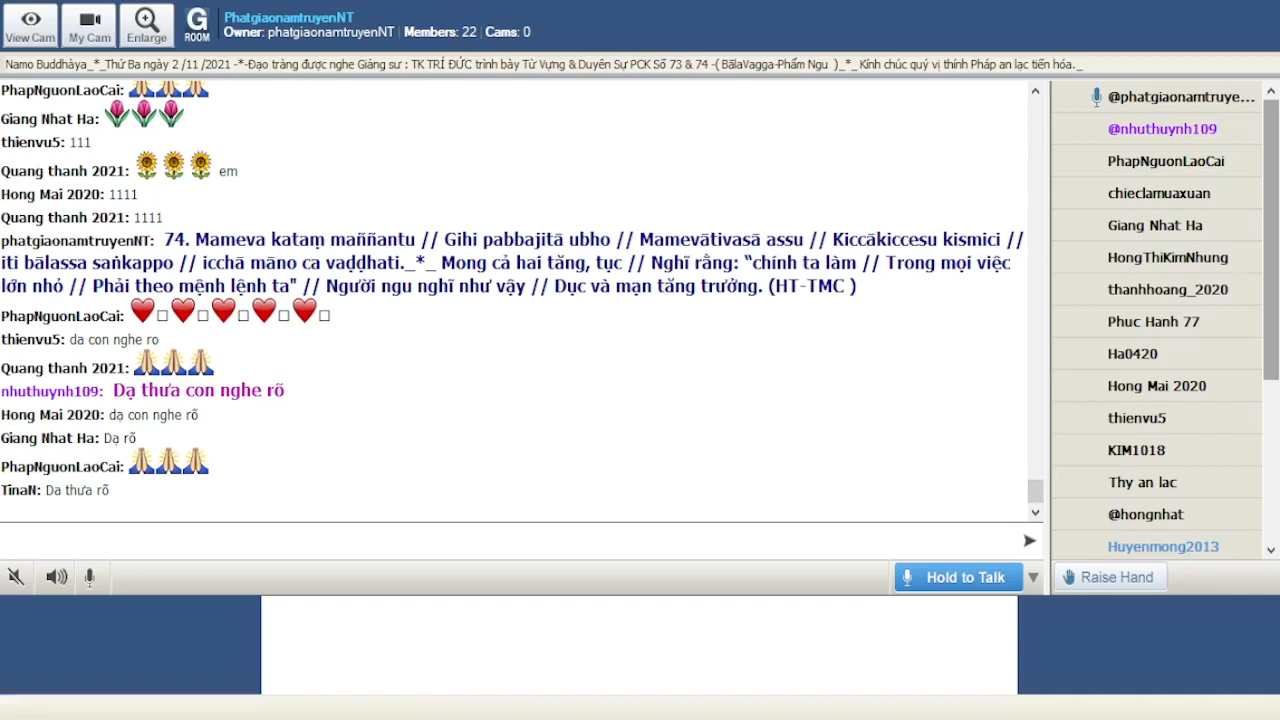 View Cam
My Cam
Enlarge
G
ROOM
PhatgiaonamtruyenNT
Owner: phatgiaonamtruyenNT | Members: 22 | Cams: 0
Namo Buddhàya_*_Thứ Ba ngày 2 /11 /2021 -*-Đạo tràng được nghe Giảng sư : TK TRÍ ĐỨC trình bày Từ Vựng & Duyên Sự PCK Số 73 & 74 -( BālaVagga-Phẩm Ngu )_*_ Kính chúc quý vị thính Pháp an lạc tiến hóa._
PhapNguonLaoCai:
Giang Nhat Ha:
thienvu5: 111
Quang thanh 2021: em
Hong Mai 2020: 1111
Quang thanh 2021: 1111
phatgiaonamtruyenNT: 74. Mameva kataṃ maññantu // Gihi pabbajitā ubho // Mamevātivasā assu // Kiccākiccesu kismici //
iti bālassa saṅkappo // icchā māno ca vaḍḍhati._*_ Mong cả hai tăng, tục // Nghĩ rằng: “chính ta làm // Trong mọi việc
lớn nhỏ // Phải theo mệnh lệnh ta" // Người ngu nghĩ như vậy // Dục và mạn tăng trưởng. (HT-TMC )
PhapNguonLaoCai:
thienvu5: da con nghe ro
Quang thanh 2021:
nhuthuynh109: Dạ thưa con nghe rõ
Hong Mai 2020: dạ con nghe rõ
Giang Nhat Ha: Dạ rõ
PhapNguonLaoCai:
TinaN: Da thưa rõ
Hold to Talk
@phatgiaonamtruye...
@nhuthuynh109
PhapNguonLaoCai
chieclamuaxuan
Giang Nhat Ha
HongThiKimNhung
thanhhoang_2020
Phuc Hanh 77
Ha0420
Hong Mai 2020
thienvu5
KIM1018
Thy an lac
@hongnhat
Huyenmong2013
Raise Hand